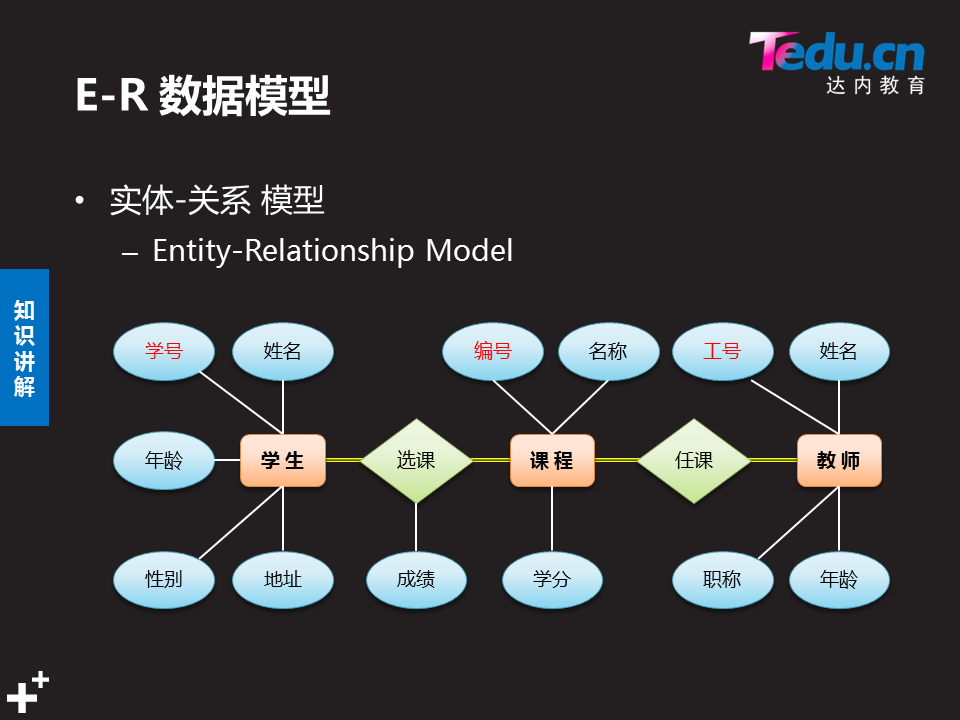 Tedu.cn
达内教育
E-R 数据模型
• 实体-关系 模型
– Entity-Relationship Model
知识讲解
学号 姓名 编号 名称 工号 姓名
年龄 学生 选课 课程 任课 教师
性别 地址 成绩 学分 职称 年龄